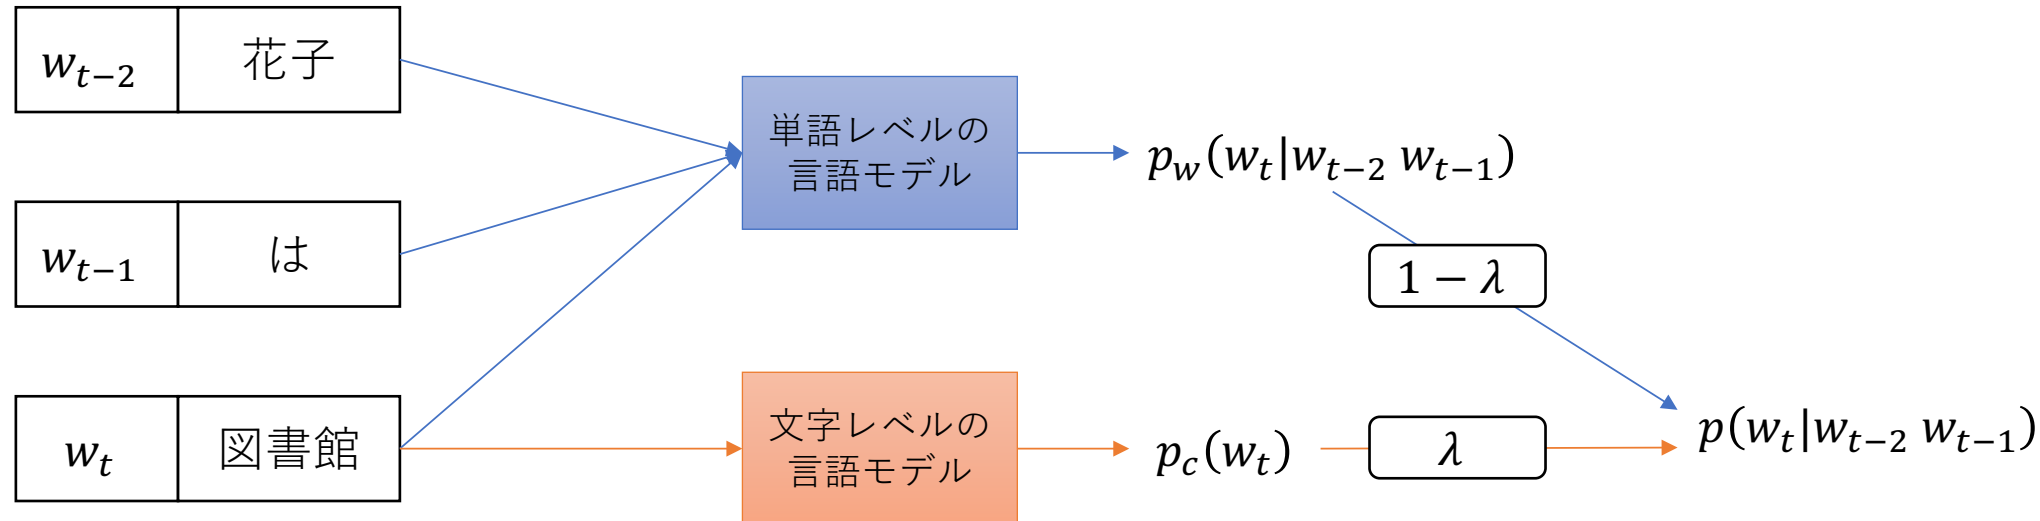 w_{t−2} 花子
w_{t−1} は
w_t 図書館
単語レベルの
言語モデル
文字レベルの
言語モデル
p_w(w_t|w_{t−2} w_{t−1})
1 − λ
p_c(w_t)
λ
p(w_t|w_{t−2} w_{t−1})